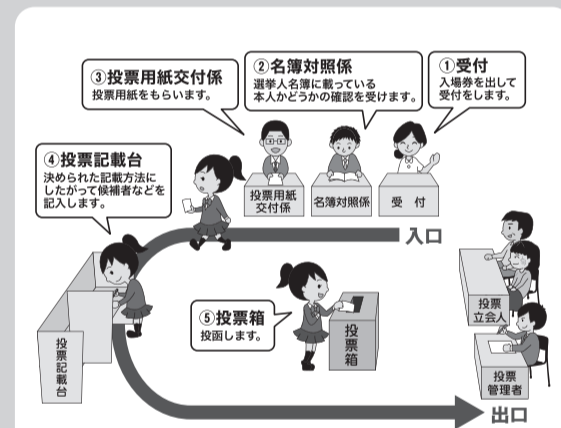 ①受付
入場券を出して
受付をします。
②名簿対照係
選挙人名簿に載っている
本人かどうかの確認を受けます。
③投票用紙交付係
投票用紙をもらいます。
④投票記載台
決められた記載方法に
したがって候補者などを
記入します。
投票用紙
交付係
名簿対照係
受付
入口
⑤投票箱
投函します。
投票箱
投票記載台
投票
立会人
投票
管理者
出口